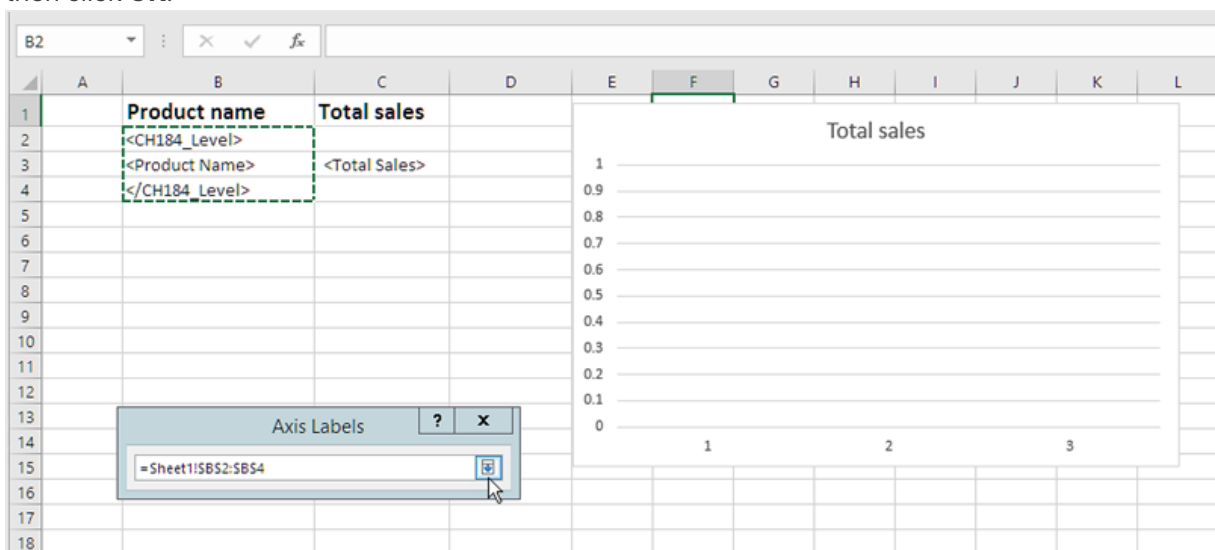 B2 fx
A B C D E F G H I J K L
1 Product name Total sales
2 <CH184_Level>
3 <Product Name> <Total Sales>
4 </CH184_Level>
5
6
7
8
9
10
11
12
13
14
15
16
17
18
Total sales
1
0.9
0.8
0.7
0.6
0.5
0.4
0.3
0.2
0.1
0
1 2 3
Axis Labels ? x
=Sheet1!$B$2:$B$4